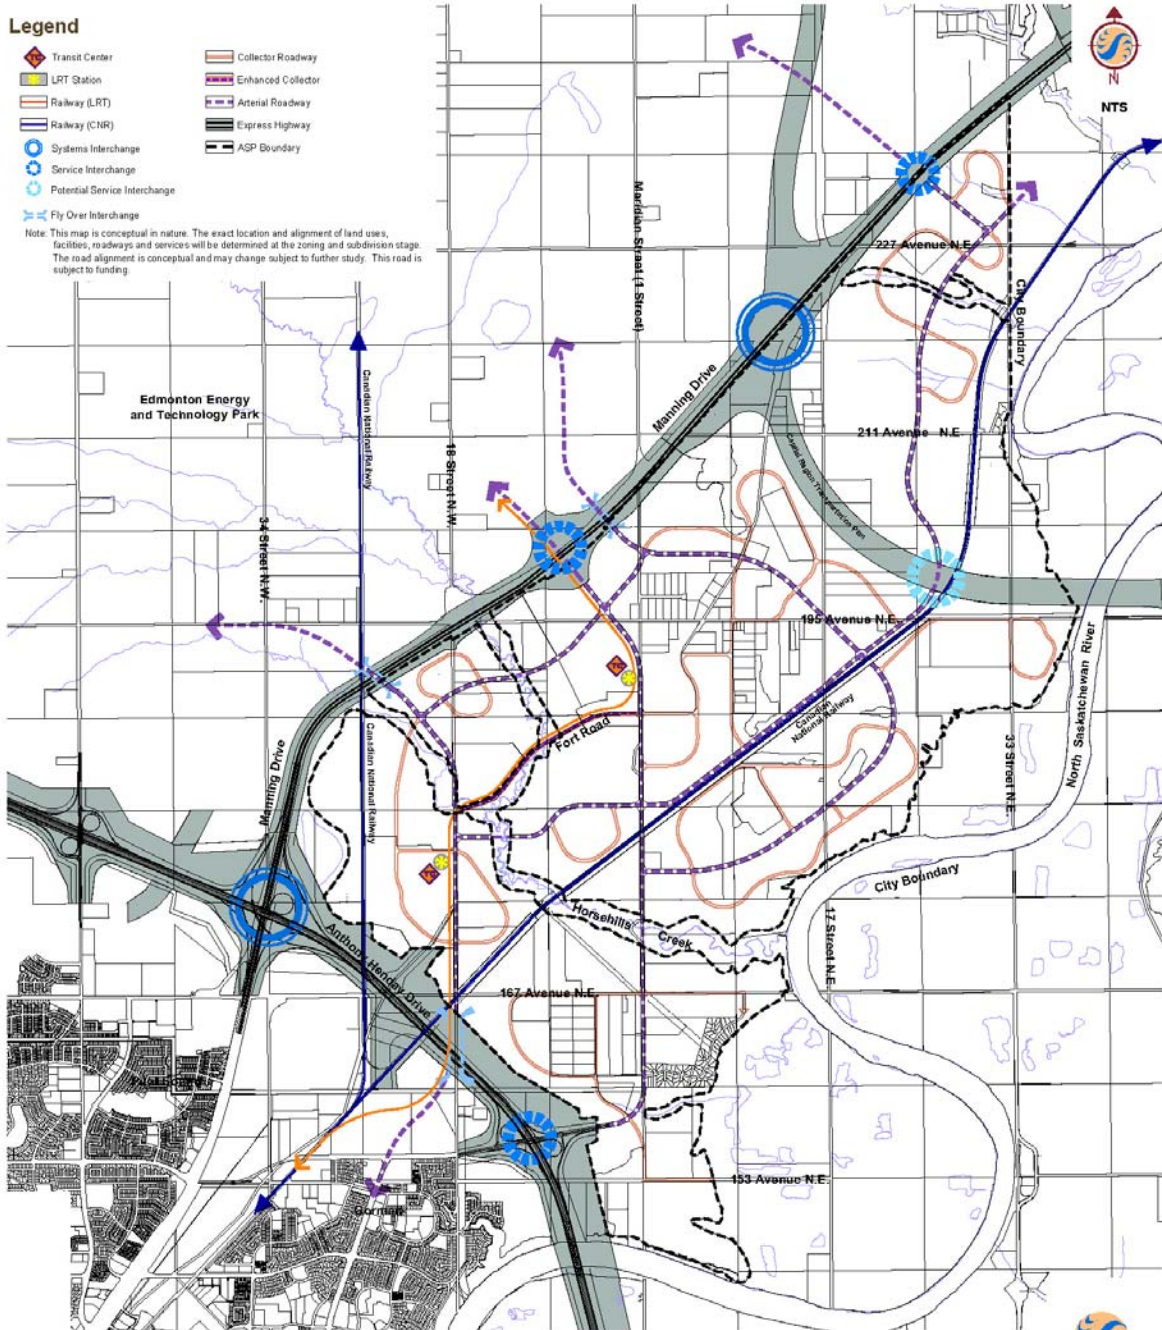 Legend
TC Transit Center
LRT Station
Railway (LRT)
Railway (CNR)
Systems Interchange
Service Interchange
Potential Service Interchange
Fly Over Interchange
Collector Roadway
Enhanced Collector
Arterial Roadway
Express Highway
ASP Boundary
Note: This map is conceptual in nature. The exact location and alignment of land uses,
facilities, roadways and services will be determined at the zoning and subdivision stage.
The road alignment is conceptual and may change subject to further study. This road is
subject to funding.
N
NTS
Meridian Street (1 Street)
227 Avenue N.E.
City Boundary
Manning Drive
Edmonton Energy
and Technology Park
Canadian National Railway
18 Street N.W.
211 Avenue N.E.
34 Street N.W.
195 Avenue N.E.
TC
Fort Road
Canadian
National Railway
North Saskatchewan River
33 Street N.E.
Manning Drive
Canadian National Railway
TC
City Boundary
Horsehills Creek
17 Street N.E.
Anthony Henday Drive
167 Avenue N.E.
153 Avenue N.E.
Gorman